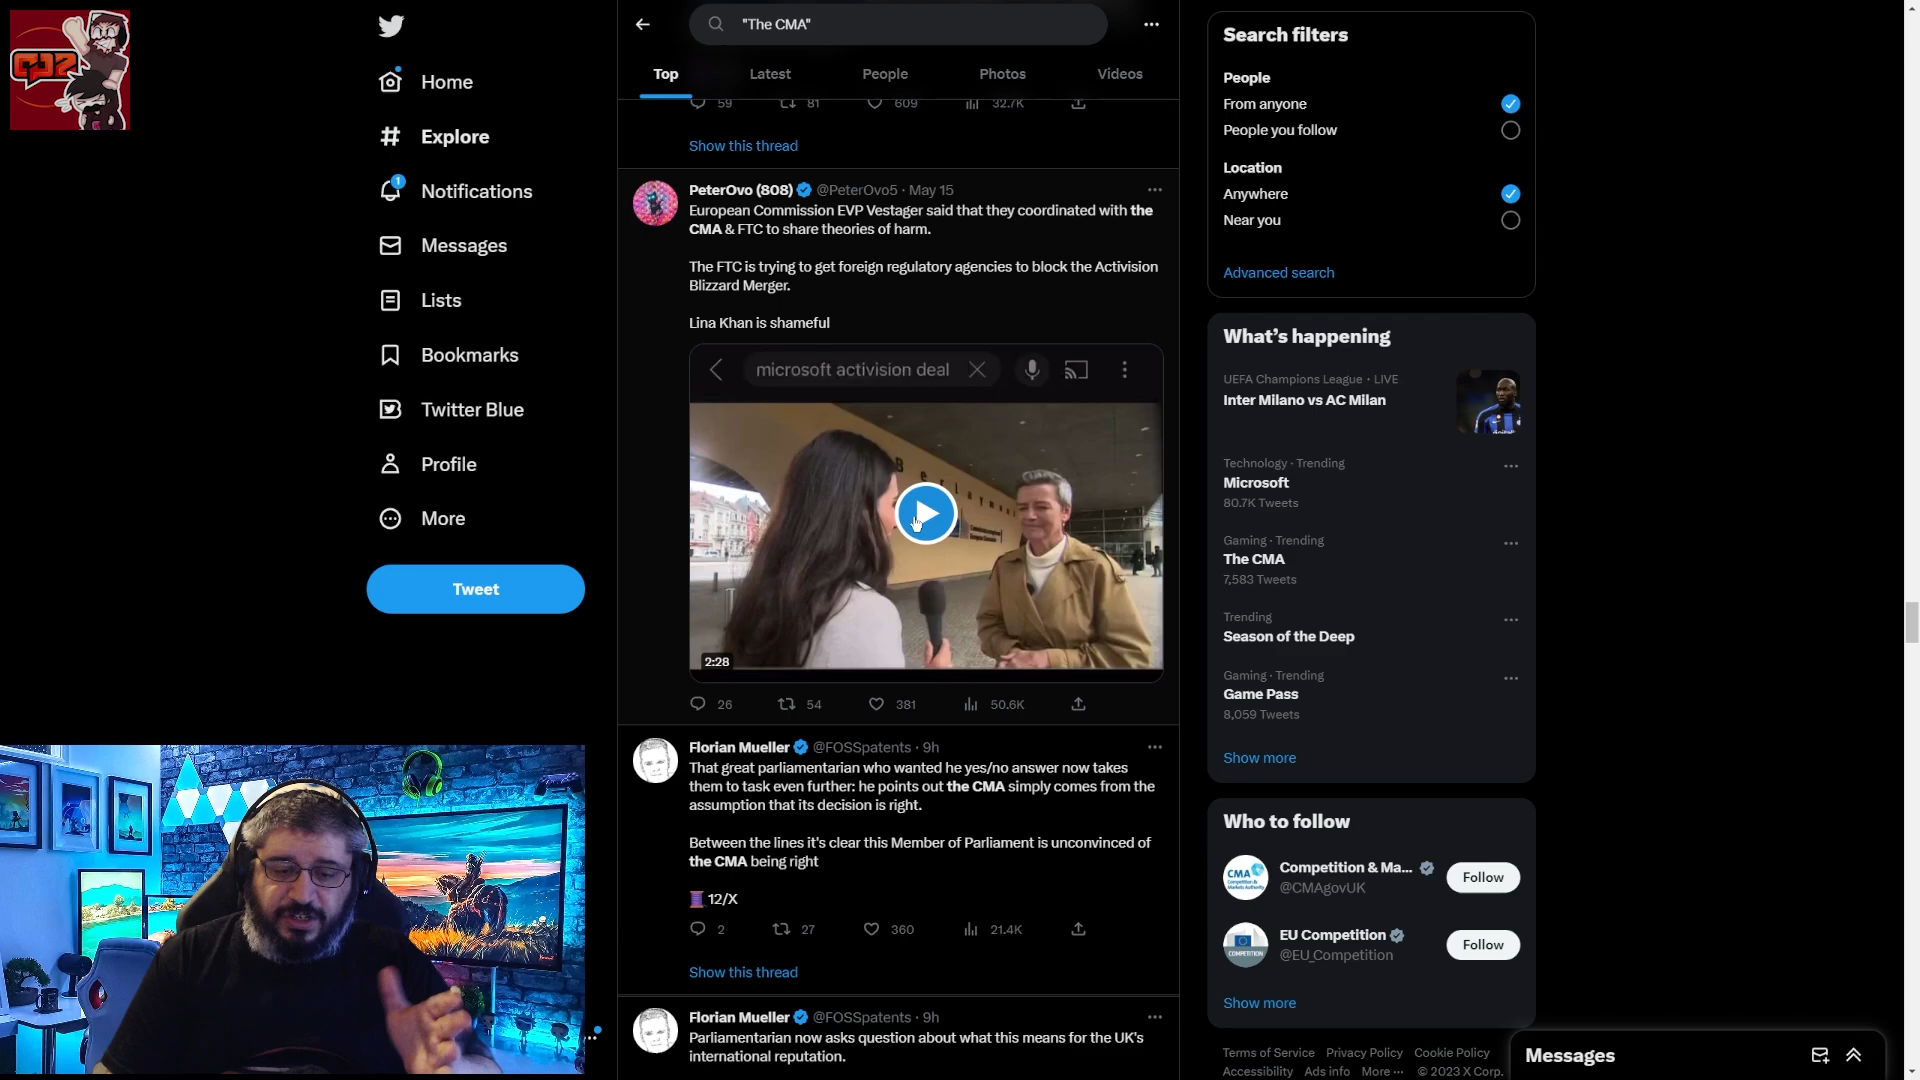 "The CMA"
Top
Latest
People
Photos
Videos
Home
Explore
1
Notifications
Messages
Lists
Bookmarks
Twitter Blue
Profile
More
Tweet
59 81 609 32.7K
Show this thread
PeterOvo (808) @PeterOvo5 · May 15
European Commission EVP Vestager said that they coordinated with the
CMA & FTC to share theories of harm.
The FTC is trying to get foreign regulatory agencies to block the Activision
Blizzard Merger.
Lina Khan is shameful
microsoft activision deal
Berlaymon
2:28
26 54 381 50.6K
Florian Mueller @FOSSpatents · 9h
That great parliamentarian who wanted he yes/no answer now takes
them to task even further: he points out the CMA simply comes from the
assumption that its decision is right.
Between the lines it's clear this Member of Parliament is unconvinced of
the CMA being right
🧵12/X
2 27 360 21.4K
Show this thread
Florian Mueller @FOSSpatents · 9h
Parliamentarian now asks question about what this means for the UK's
international reputation.
Search filters
People
From anyone
People you follow
Location
Anywhere
Near you
Advanced search
What's happening
UEFA Champions League · LIVE
Inter Milano vs AC Milan
Technology · Trending
Microsoft
80.7K Tweets
Gaming · Trending
The CMA
7,583 Tweets
Trending
Season of the Deep
Gaming · Trending
Game Pass
8,059 Tweets
Show more
Who to follow
CMA
Competition & Ma...
@CMAgovUK
Follow
EU Competition
@EU_Competition
Follow
COMPETITION
Show more
Terms of Service Privacy Policy Cookie Policy
Accessibility Ads info More ··· © 2023 X Corp.
Messages